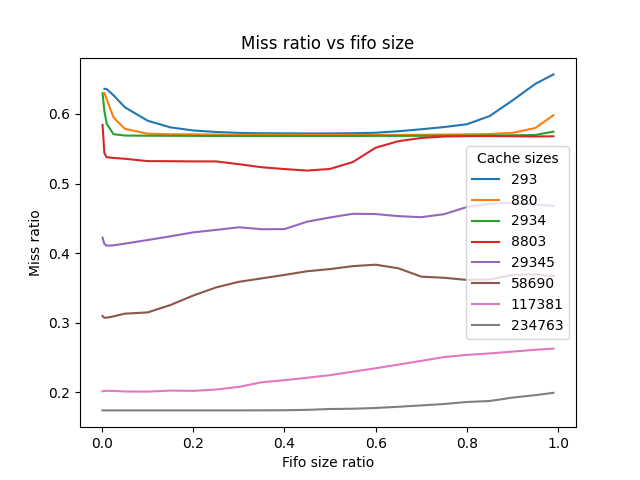 Miss ratio vs fifo size
Miss ratio
0.6
0.5
0.4
0.3
0.2
Cache sizes
293
880
2934
8803
29345
58690
117381
234763
0.0 0.2 0.4 0.6 0.8 1.0
Fifo size ratio